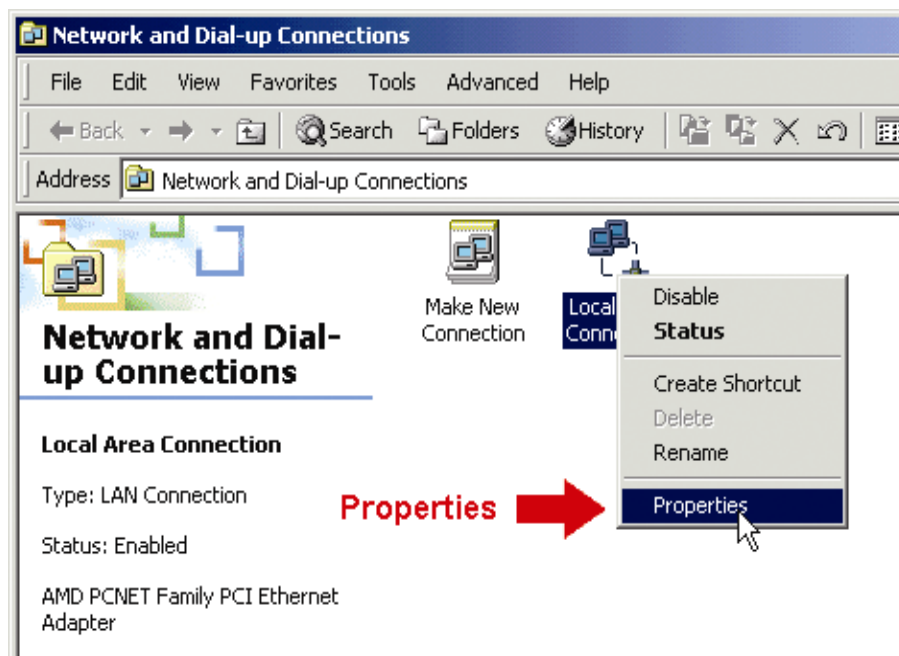 Network and Dial-up Connections
File Edit View Favorites Tools Advanced Help
Back Search Folders History
Address Network and Dial-up Connections
Network and Dial-
up Connections
Local Area Connection
Type: LAN Connection
Status: Enabled
AMD PCNET Family PCI Ethernet
Adapter
Make New
Connection
Local
Conn
Disable
Status
Create Shortcut
Delete
Rename
Properties
Properties